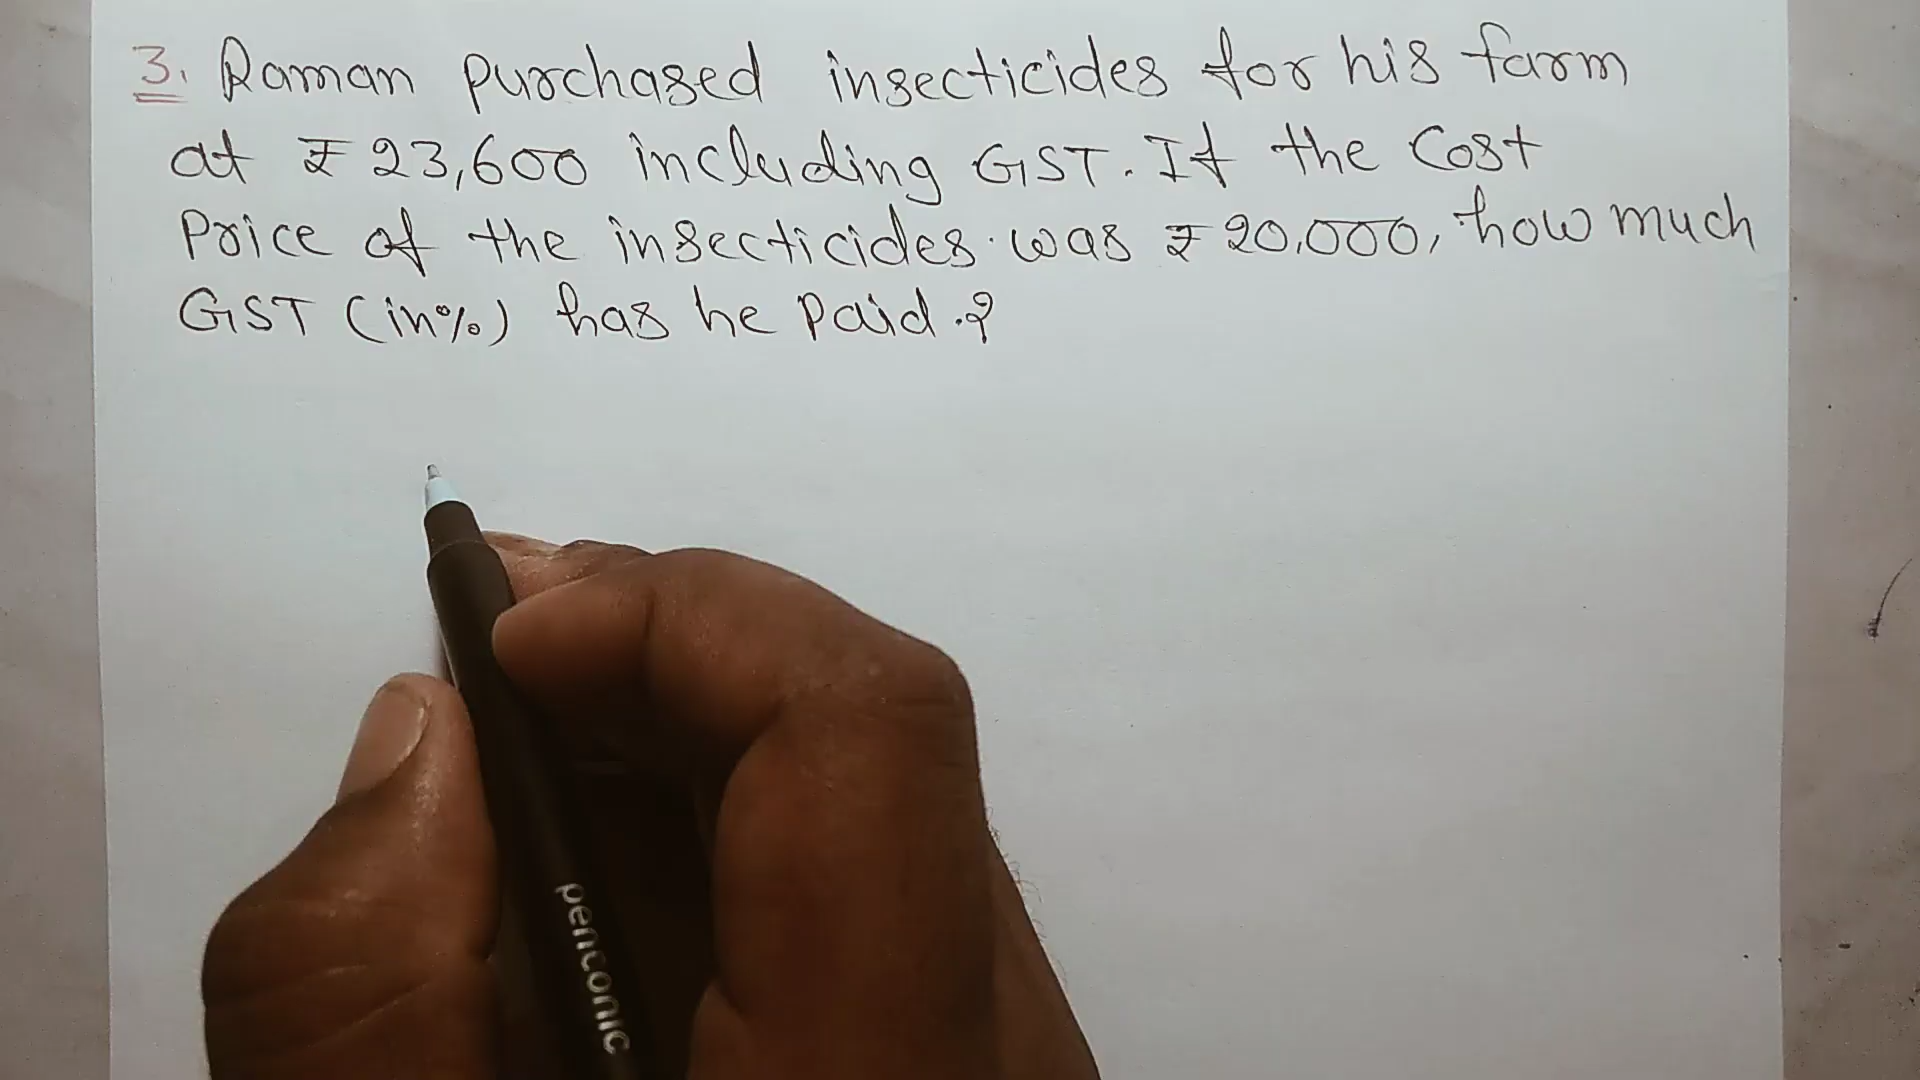 3. Raman purchased insecticides for his farm
at ₹ 23,600 including GST. If the Cost
Price of the insecticides was ₹ 20,000, how much
GST (in%) has he Paid.?
penconic